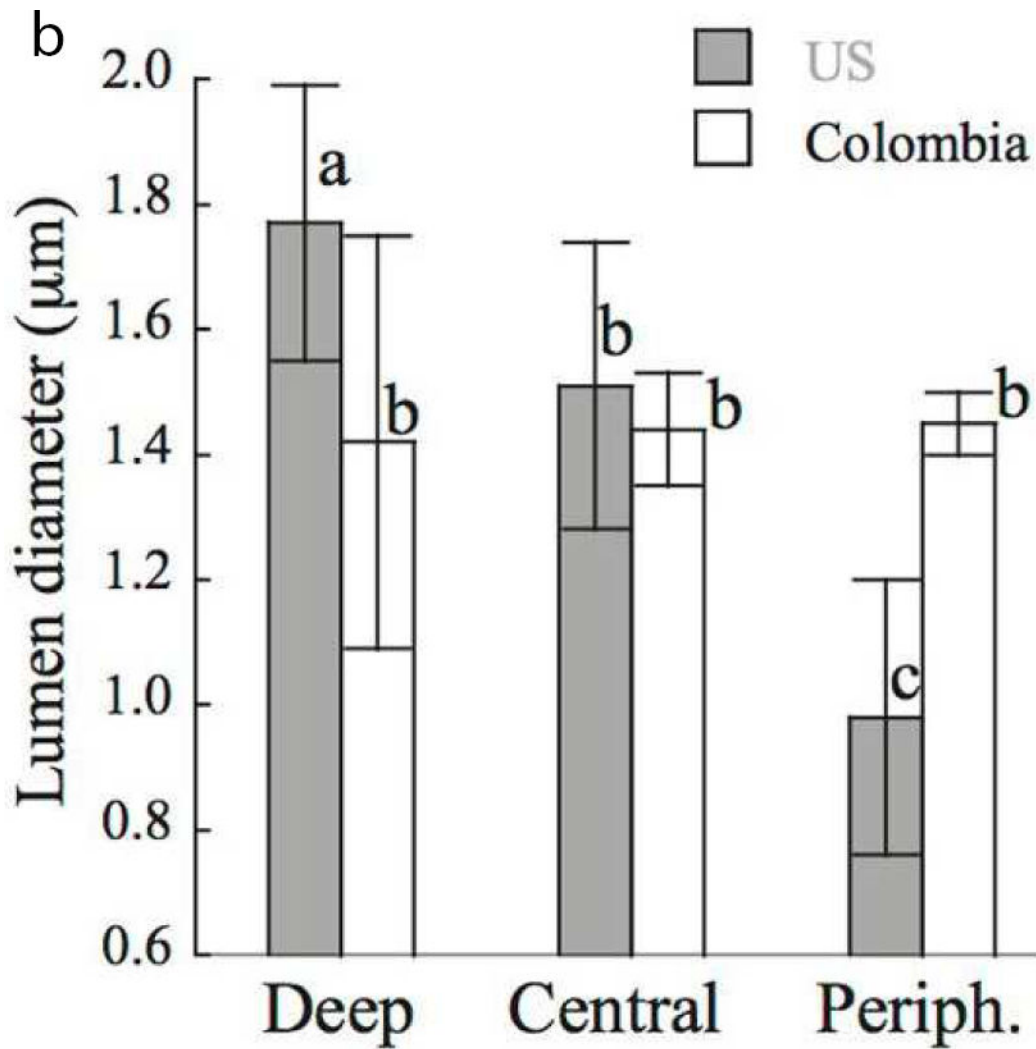 b
US
Colombia
Lumen diameter (μm)
2.0
1.8
1.6
1.4
1.2
1.0
0.8
0.6
a
b
b
b
c
b
Deep
Central
Periph.